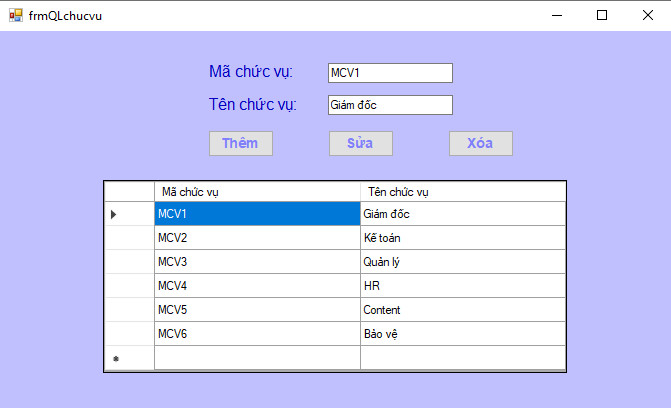 frmQLchucvu
Mã chức vụ: MCV1
Tên chức vụ: Giám đốc
Thêm Sửa Xóa
Mã chức vụ Tên chức vụ
MCV1 Giám đốc
MCV2 Kế toán
MCV3 Quản lý
MCV4 HR
MCV5 Content
MCV6 Bảo vệ